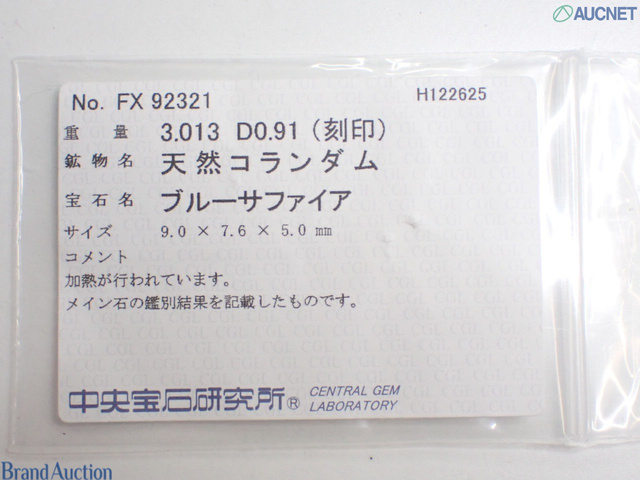 AUCNET
No. FX 92321 H122625
重量 3.013 D0.91 (刻印)
鉱物名 天然コランダム
宝石名 ブルーサファイア
サイズ 9.0 × 7.6 × 5.0 mm
コメント
加熱が行われています。
メイン石の鑑別結果を記載したものです。
中央宝石研究所® CENTRAL GEM
LABORATORY
Brand Auction